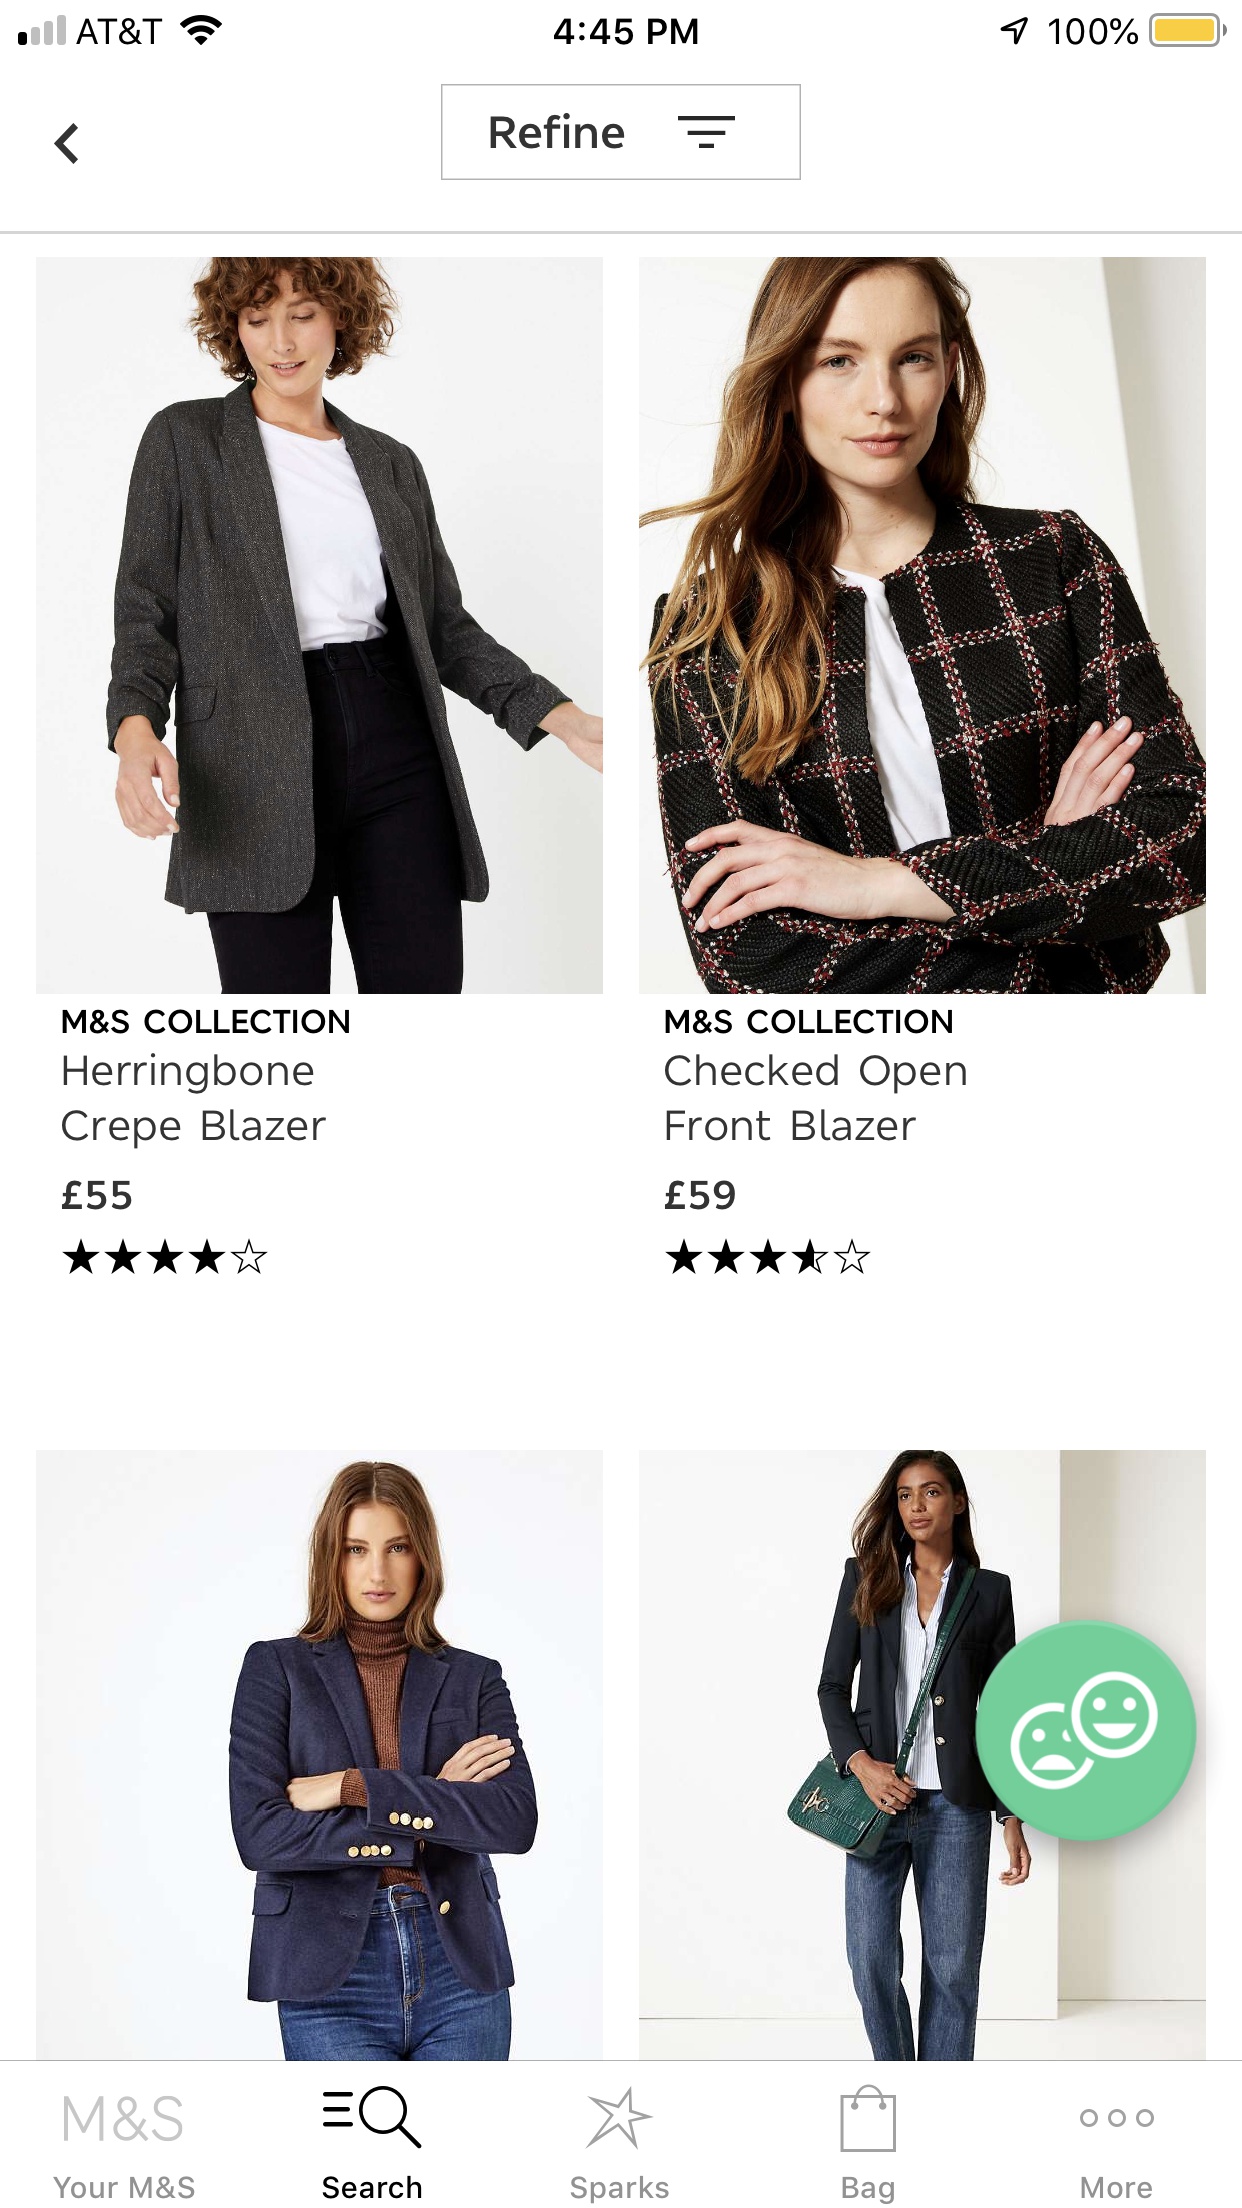 AT&T 4:45 PM 100%
Refine
M&S COLLECTION
Herringbone
Crepe Blazer
£55
M&S COLLECTION
Checked Open
Front Blazer
£59
M&S
Your M&S Search Sparks Bag More